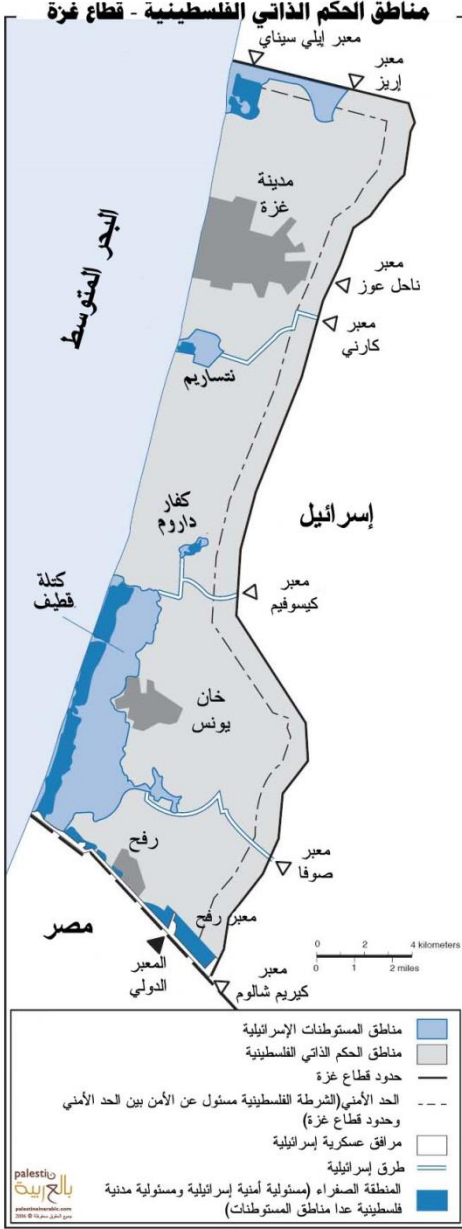 مناطق الحكم الذاتي الفلسطينية - قطاع غزة
معبر إيلي سيناي
معبر
إريز
مدينة
غزة
البحر المتوسط
معبر
ناحل عوز
معبر
كارني
نتساريم
إسرائيل
كفار
داروم
كتلة
قطيف
معبر
كيسوفيم
خان
يونس
رفح
معبر
صوفا
معبر رفح
مصر
المعبر
الدولي
معبر
كيريم شالوم
0 2 4 kilometers
0 1 2 miles
مناطق المستوطنات الإسرائيلية
مناطق الحكم الذاتي الفلسطينية
حدود قطاع غزة
الحد الأمني(الشرطة الفلسطينية مسئول عن الأمن بين الحد الأمني
وحدود قطاع غزة)
مرافق عسكرية إسرائيلية
طرق إسرائيلية
المنطقة الصفراء (مسئولية أمنية إسرائيلية ومسئولية مدنية
فلسطينية عدا مناطق المستوطنات)
palestine
بالعربية
palestineinarabic.com
جميع الحقوق محفوظة © 2006